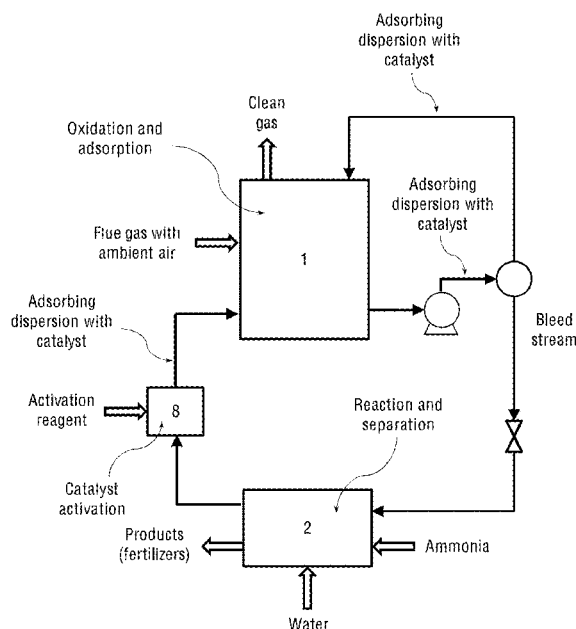 Adsorbing
dispersion with
catalyst
Clean
gas
Oxidation and
adsorption
Adsorbing
dispersion with
catalyst
Flue gas with
ambient air
1
Adsorbing
dispersion with
catalyst
Bleed
stream
Activation
reagent
8
Reaction and
separation
Catalyst
activation
Products
(fertilizers)
2
Ammonia
Water